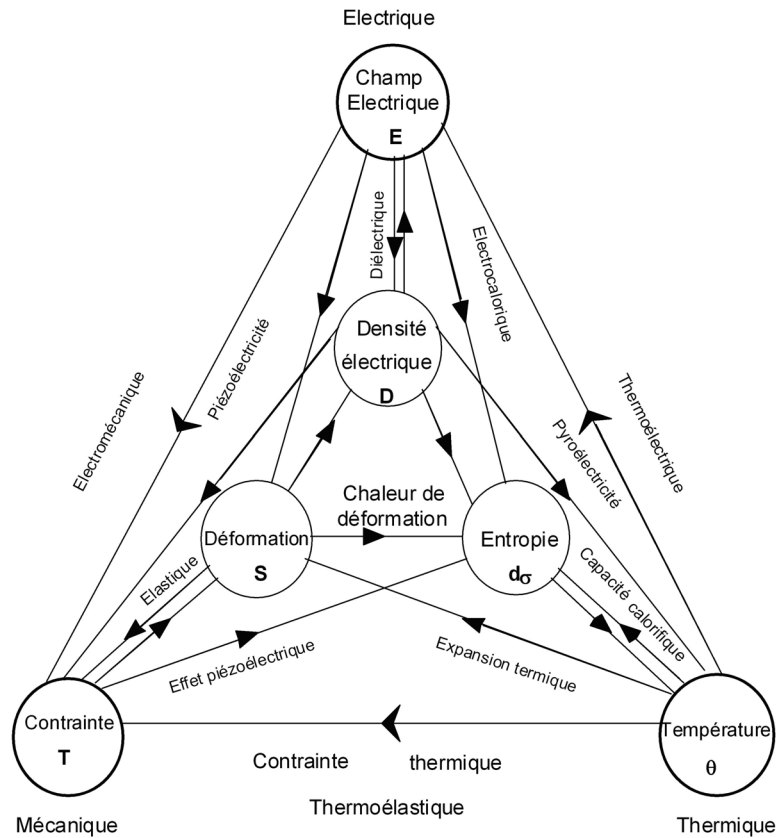 Electrique
Champ
Electrique
E
Diélectrique
Electrocalorique
Densité
électrique
D
Piézoélectricité
Electromécanique
Pyroélectricité
Thermoélectrique
Chaleur de
déformation
Déformation
S
Entropie
dσ
Elastique
Capacité calorifique
Effet piézoélectrique
Expansion termique
Contrainte
T
Température
θ
Contrainte thermique
Thermoélastique
Mécanique
Thermique